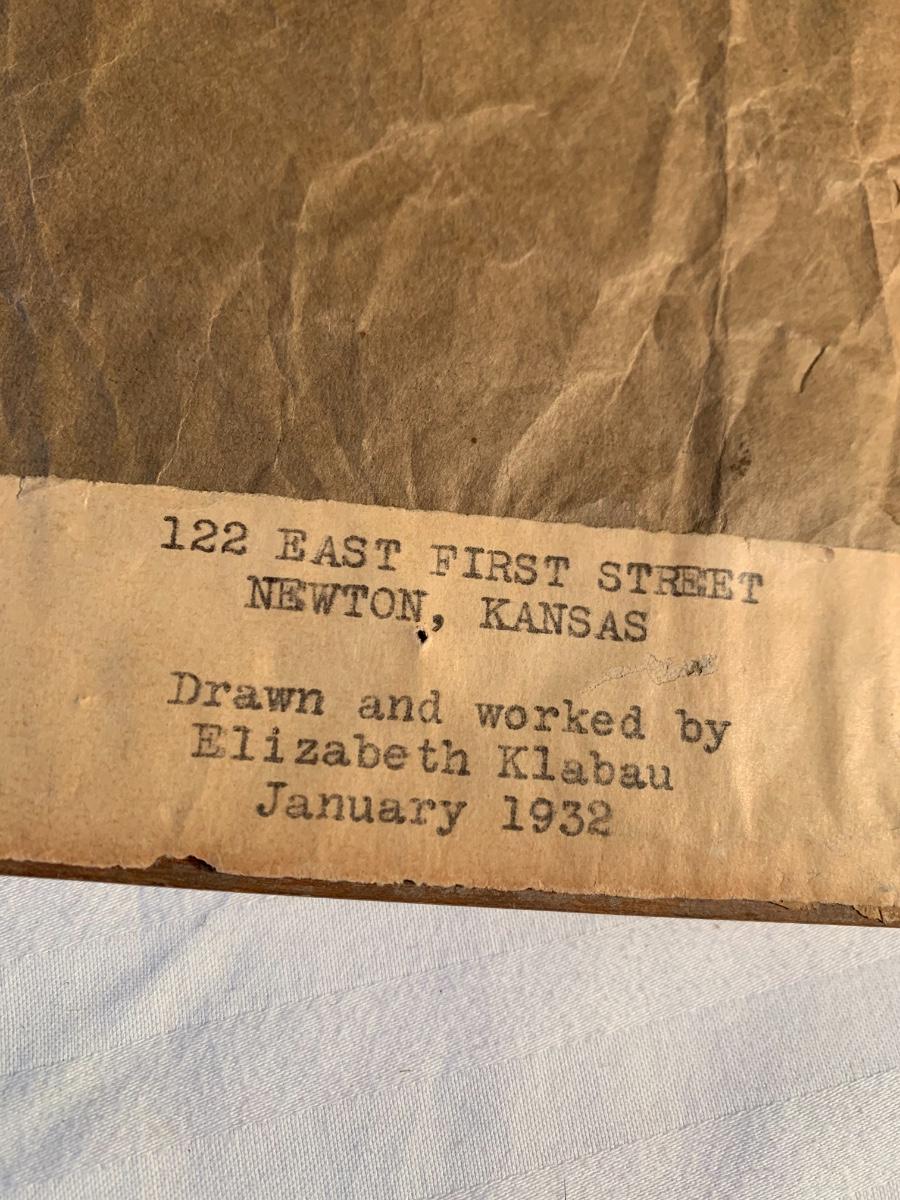 122 EAST FIRST STREET
NEWTON, KANSAS
Drawn and worked by
Elizabeth Klabau
January 1932